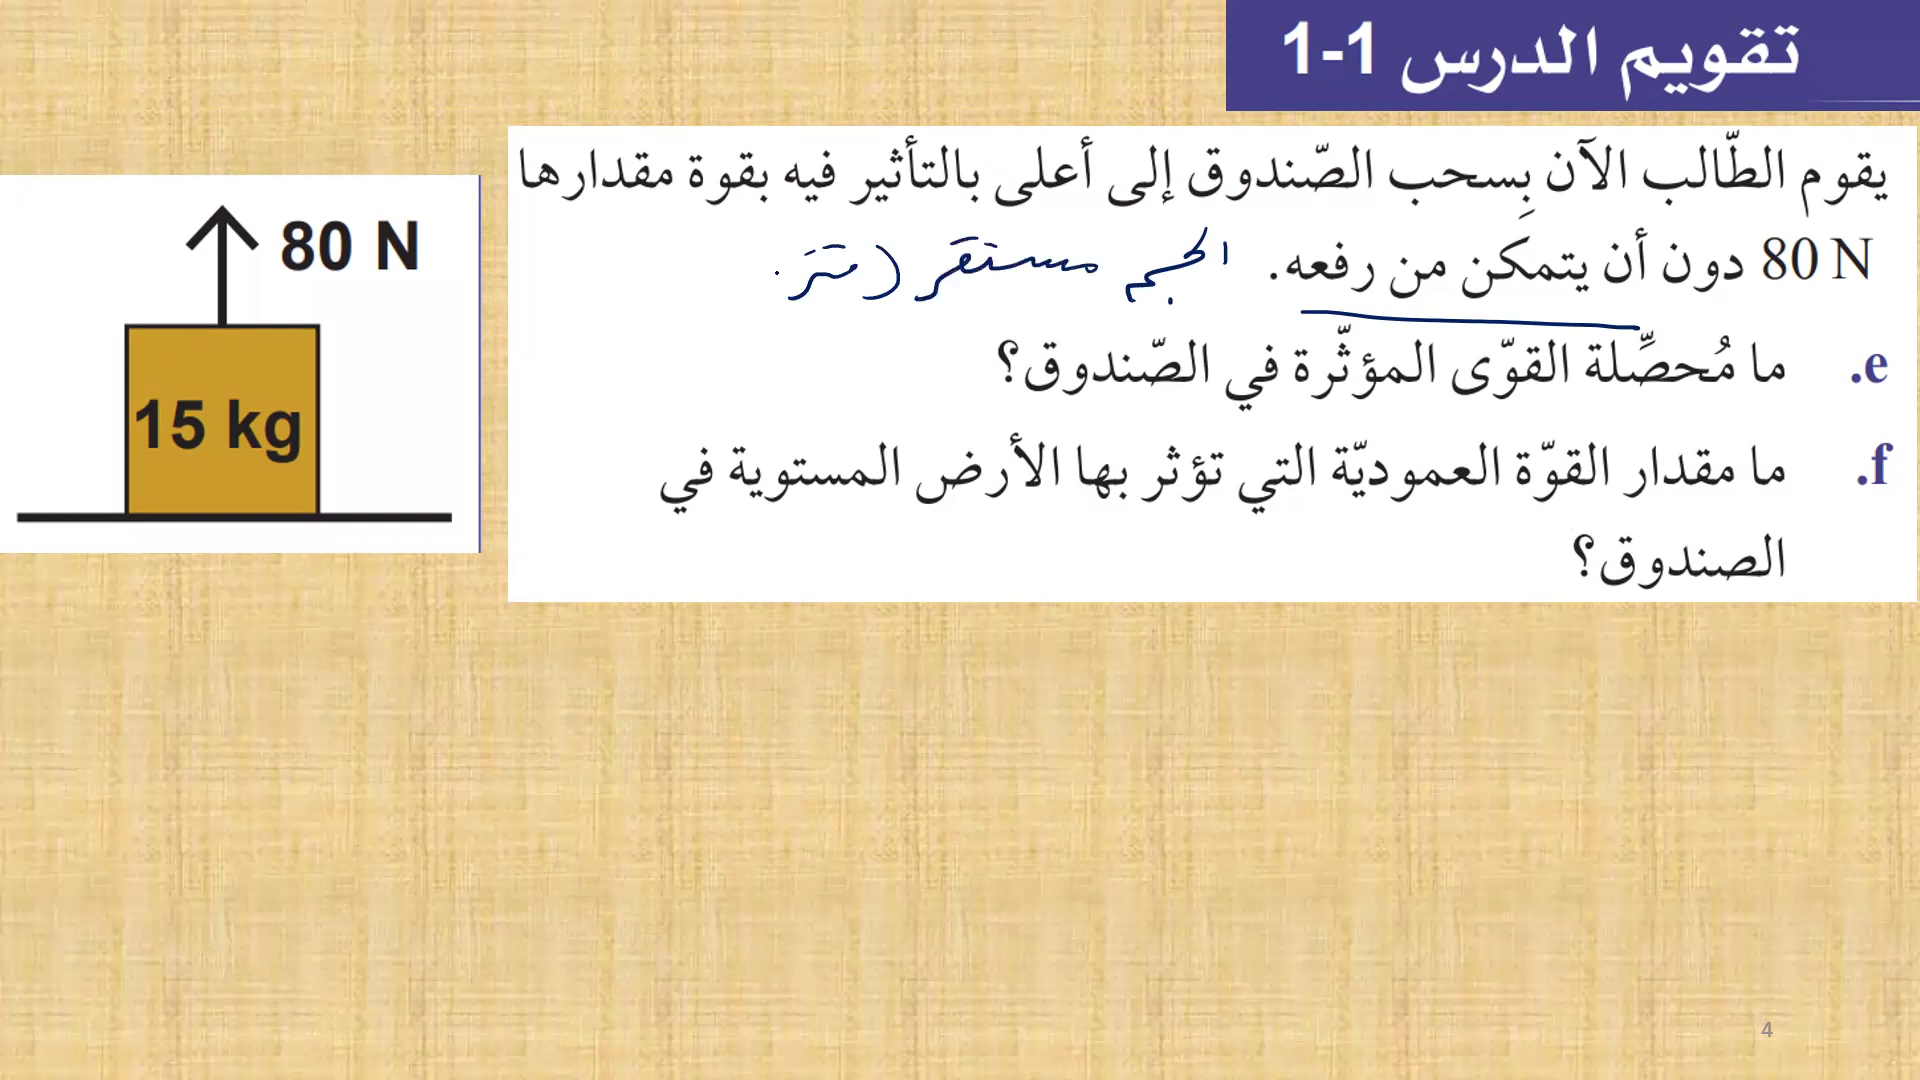 تقويم الدرس 1-1
يقوم الطّالب الآن بِسحب الصّندوق إلى أعلى بالتأثير فيه بقوة مقدارها
80 N دون أن يتمكن من رفعه.
الجسم مستقر
e. ما مُحصِّلة القوّى المؤثّرة في الصّندوق؟
f. ما مقدار القوّة العموديّة التي تؤثر بها الأرض المستوية في
الصندوق؟
80 N
15 kg
4